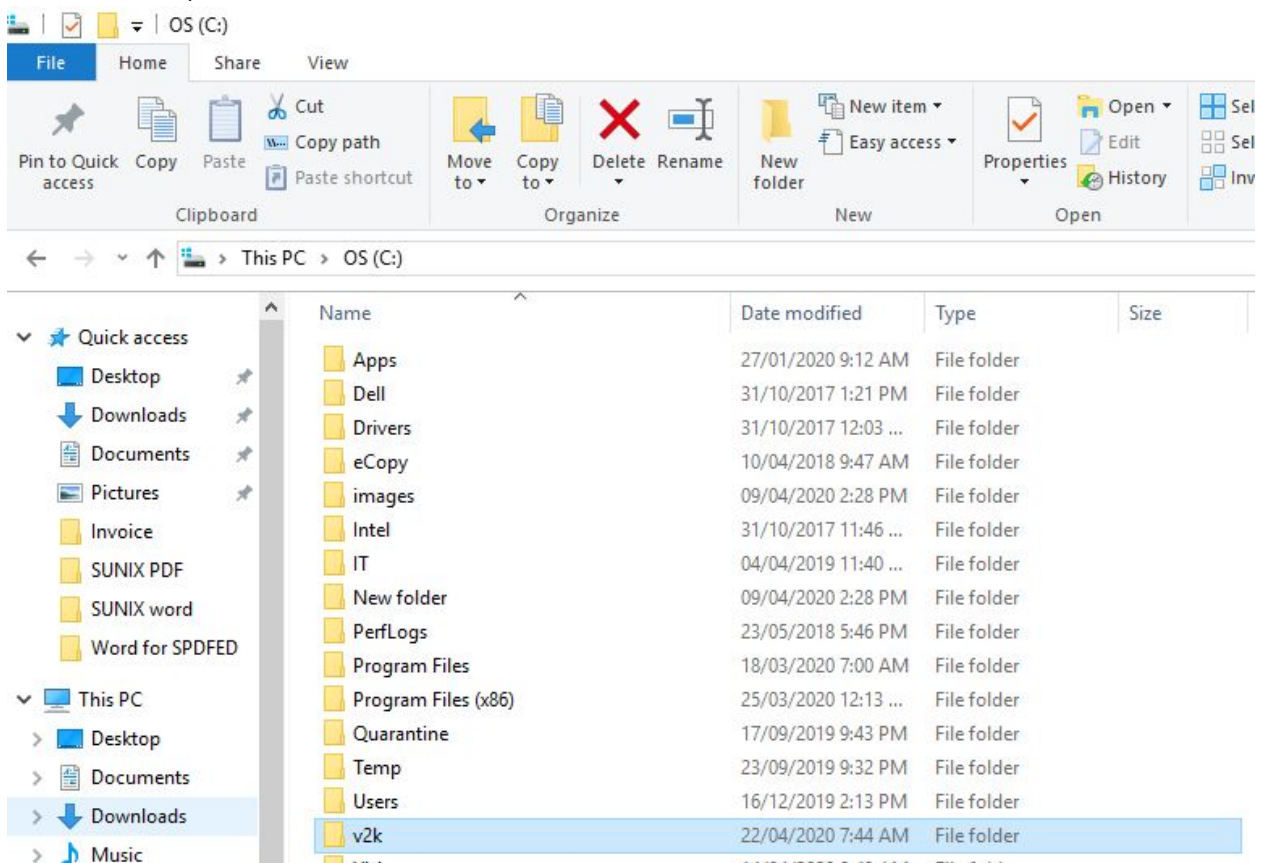 OS (C:)
File Home Share View
Pin to Quick access
Copy
Paste
Cut
Copy path
Paste shortcut
Clipboard
Move to
Copy to
Delete
Rename
Organize
New folder
New item
Easy access
New
Properties
Open
Edit
History
Open
Sel
Sel
Inv
This PC > OS (C:)
Quick access
Desktop
Downloads
Documents
Pictures
Invoice
SUNIX PDF
SUNIX word
Word for SPDFED
This PC
Desktop
Documents
Downloads
Music
Name Date modified Type Size
Apps 27/01/2020 9:12 AM File folder
Dell 31/10/2017 1:21 PM File folder
Drivers 31/10/2017 12:03 ... File folder
eCopy 10/04/2018 9:47 AM File folder
images 09/04/2020 2:28 PM File folder
Intel 31/10/2017 11:46 ... File folder
IT 04/04/2019 11:40 ... File folder
New folder 09/04/2020 2:28 PM File folder
PerfLogs 23/05/2018 5:46 PM File folder
Program Files 18/03/2020 7:00 AM File folder
Program Files (x86) 25/03/2020 12:13 ... File folder
Quarantine 17/09/2019 9:43 PM File folder
Temp 23/09/2019 9:32 PM File folder
Users 16/12/2019 2:13 PM File folder
v2k 22/04/2020 7:44 AM File folder